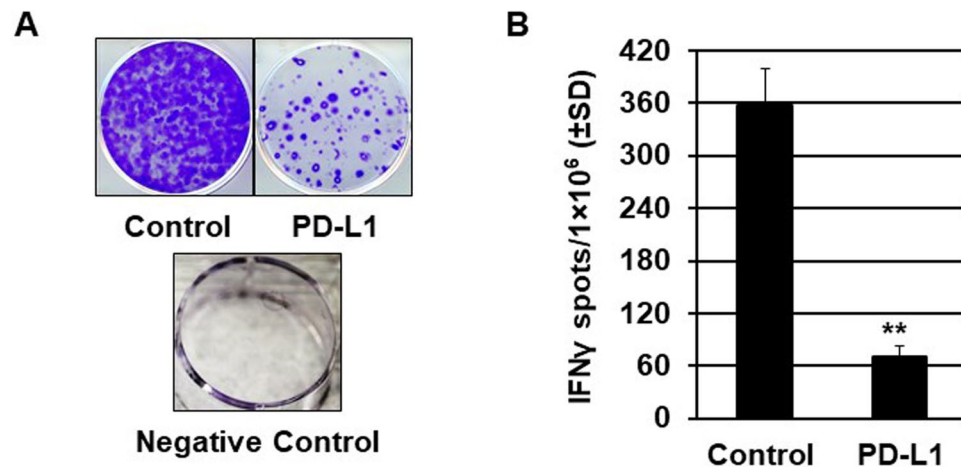 A
Control PD-L1
Negative Control
B
IFNγ spots/1×10⁶ (±SD)
420
360
300
240
180
120
60
0
**
Control PD-L1